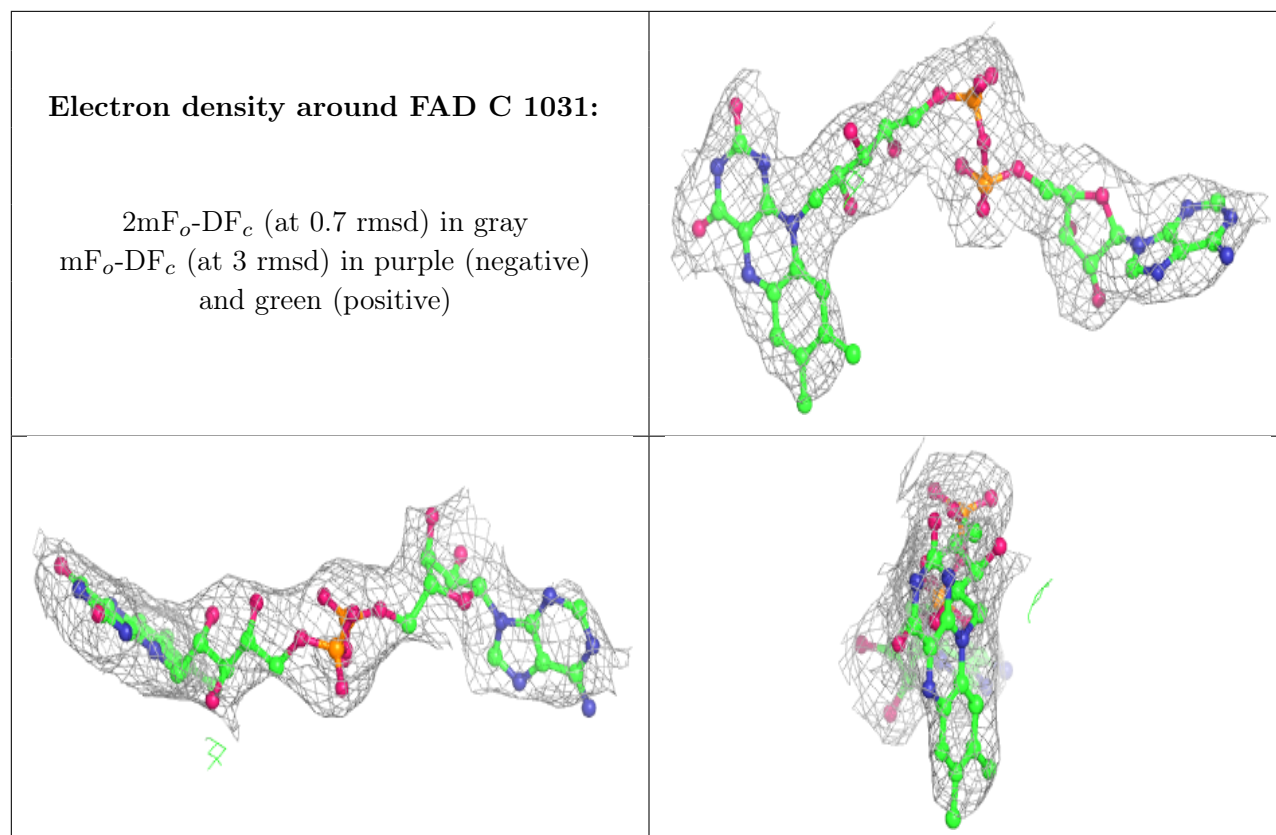 Electron density around FAD C 1031:
2mFo-DFc (at 0.7 rmsd) in gray
mFo-DFc (at 3 rmsd) in purple (negative)
and green (positive)